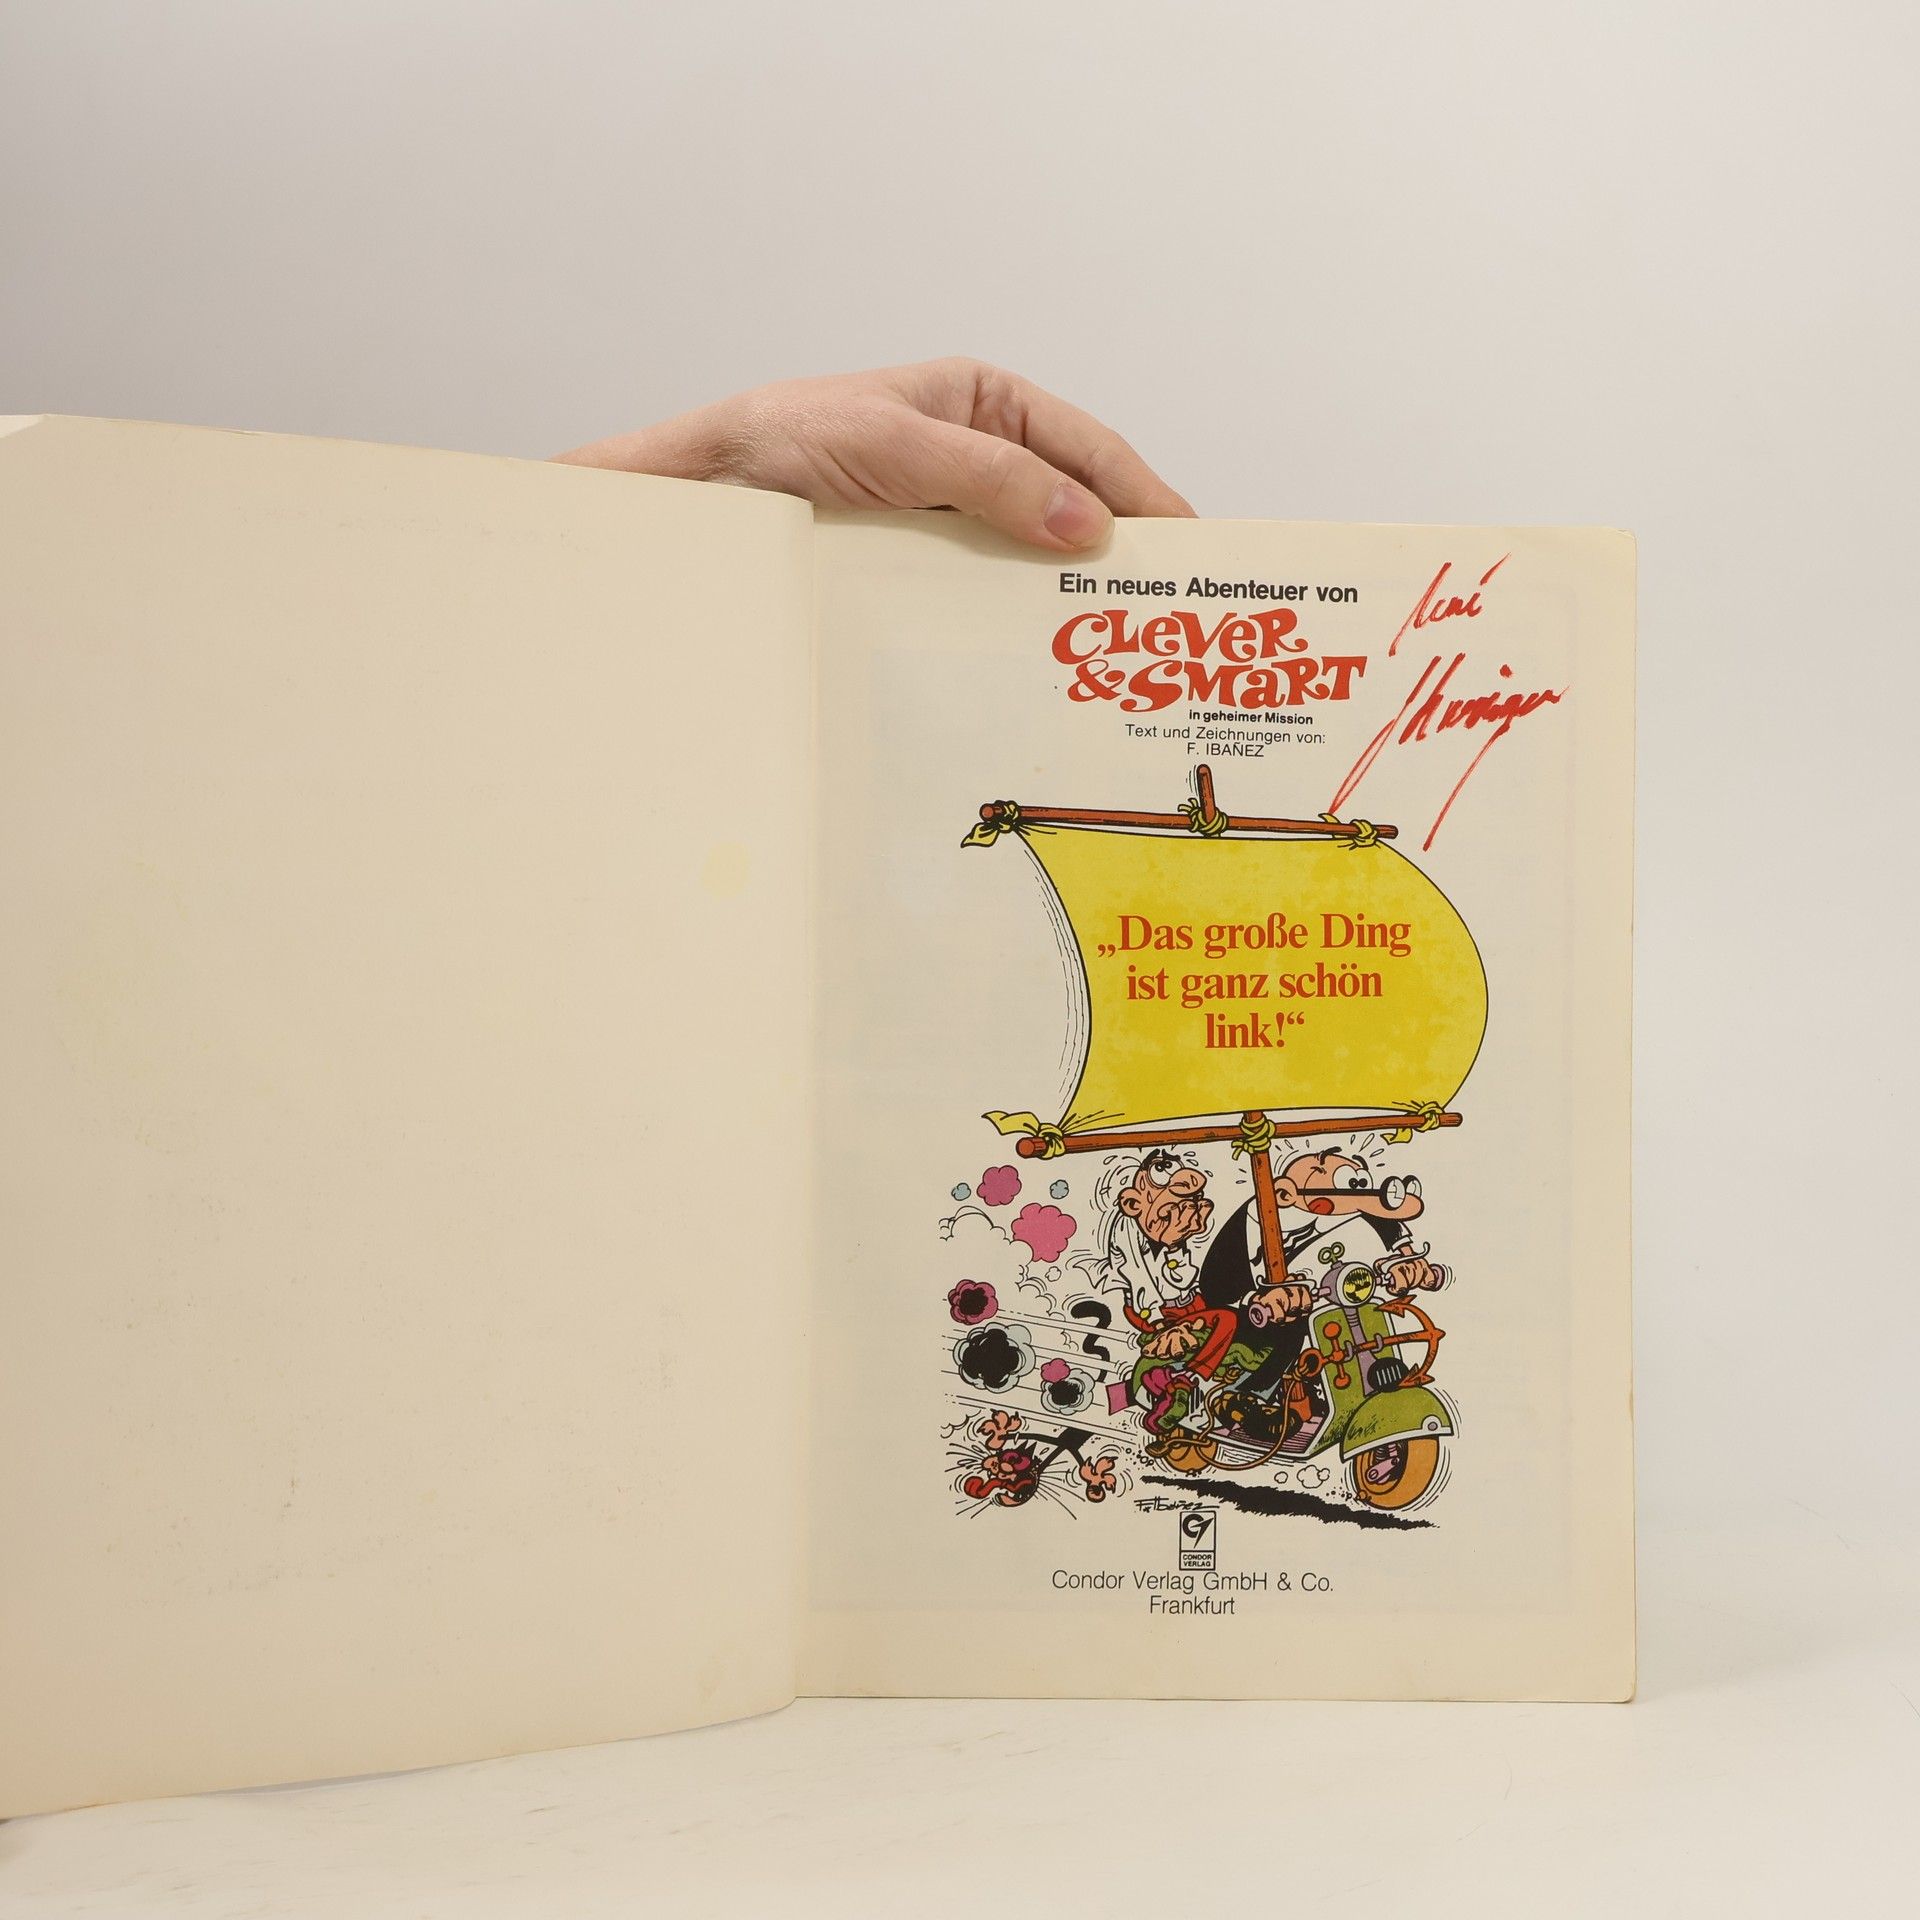 Ein neues Abenteuer von
CLEVER
& SMART
in geheimer Mission
Text und Zeichnungen von:
F. IBAÑEZ
„Das große Ding
ist ganz schön
link!“
F. Ibañez
CONDOR
VERLAG
Condor Verlag GmbH & Co.
Frankfurt